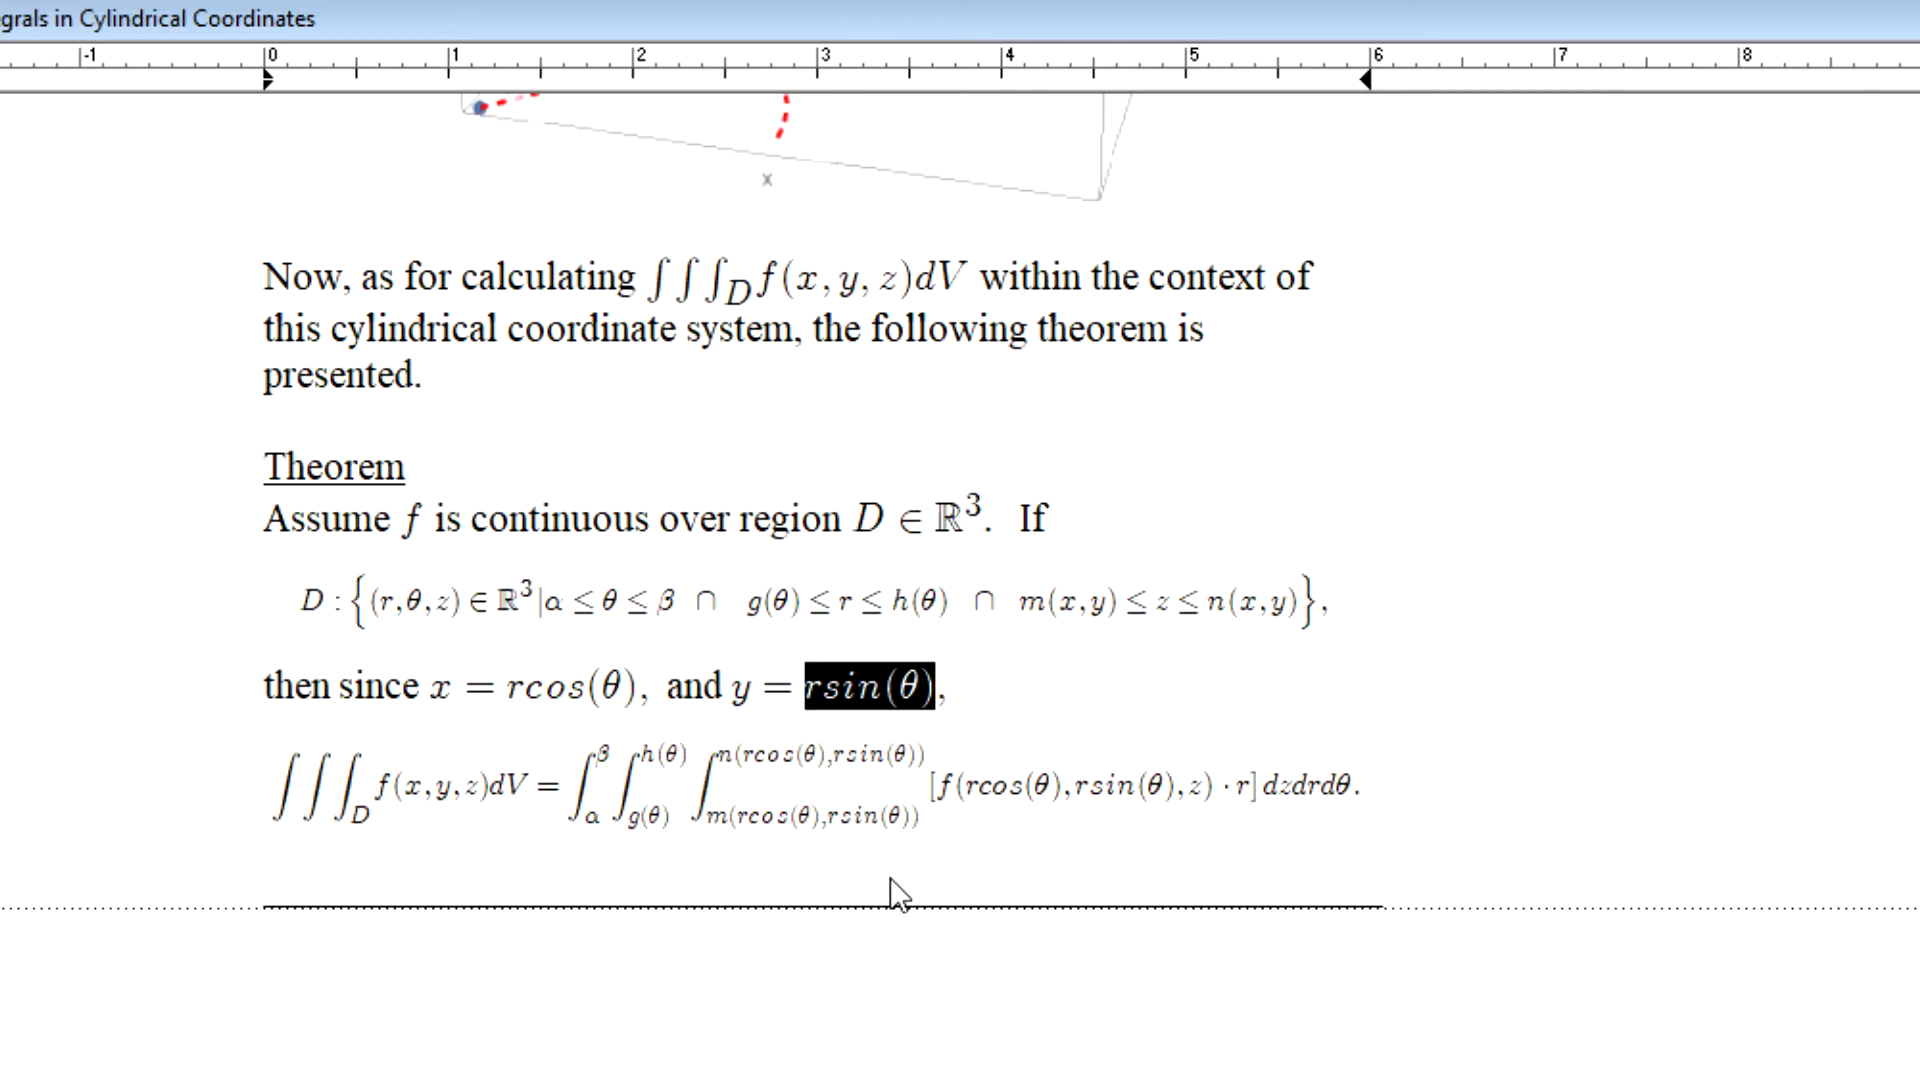 grals in Cylindrical Coordinates
-1 0 1 2 3 4 5 6 7 8
x
Now, as for calculating ∫∫∫_D f(x, y, z)dV within the context of
this cylindrical coordinate system, the following theorem is
presented.
Theorem
Assume f is continuous over region D ∈ ℝ³. If
D : {(r,θ,z) ∈ ℝ³|α ≤ θ ≤ β ∩ g(θ) ≤ r ≤ h(θ) ∩ m(x,y) ≤ z ≤ n(x,y)},
then since x = rcos(θ), and y = rsin(θ),
∫∫∫_D f(x,y,z)dV = ∫_α^β ∫_{g(θ)}^{h(θ)} ∫_{m(rcos(θ),rsin(θ))}^{n(rcos(θ),rsin(θ))} [f(rcos(θ),rsin(θ),z) · r] dzdrdθ.